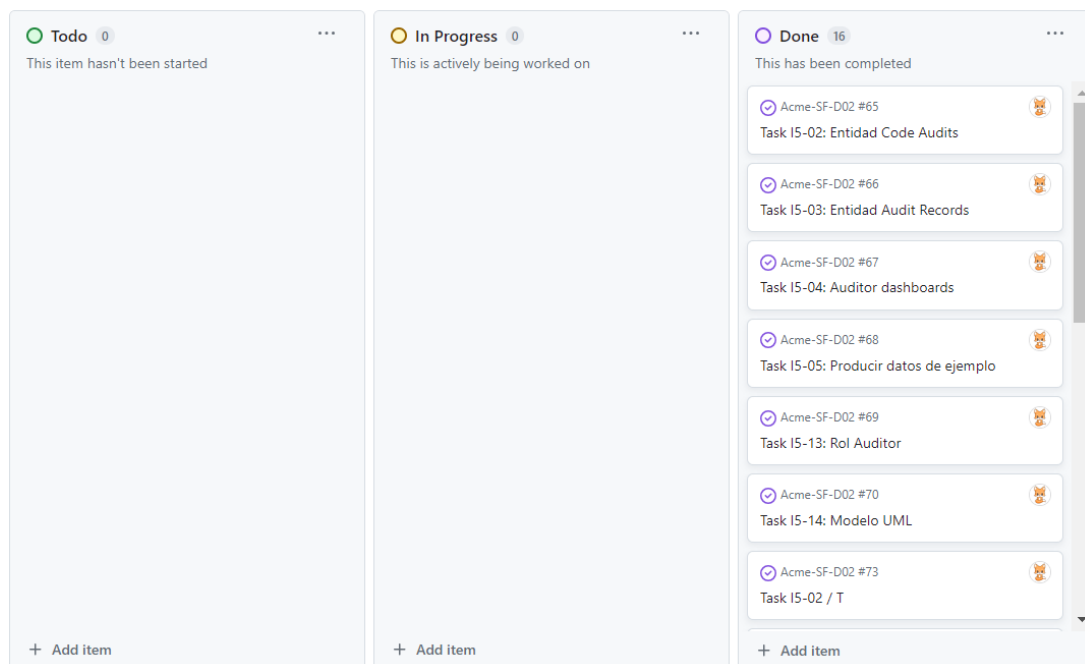 Todo 0
This item hasn't been started
+ Add item
In Progress 0
This is actively being worked on
+ Add item
Done 16
This has been completed
Acme-SF-D02 #65
Task I5-02: Entidad Code Audits
Acme-SF-D02 #66
Task I5-03: Entidad Audit Records
Acme-SF-D02 #67
Task I5-04: Auditor dashboards
Acme-SF-D02 #68
Task I5-05: Producir datos de ejemplo
Acme-SF-D02 #69
Task I5-13: Rol Auditor
Acme-SF-D02 #70
Task I5-14: Modelo UML
Acme-SF-D02 #73
Task I5-02 / T
+ Add item